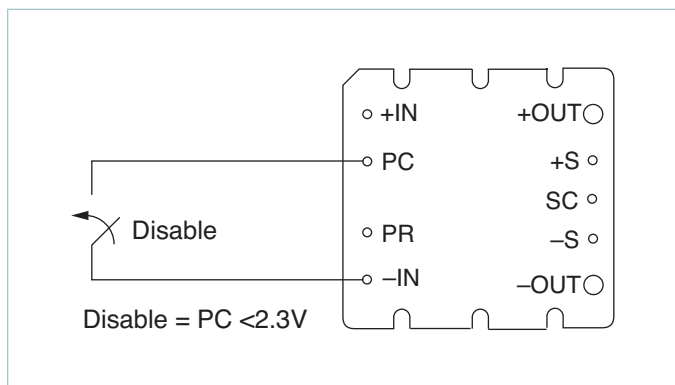 +IN +OUT
PC +S
SC
Disable PR –S
–IN –OUT
Disable = PC <2.3V